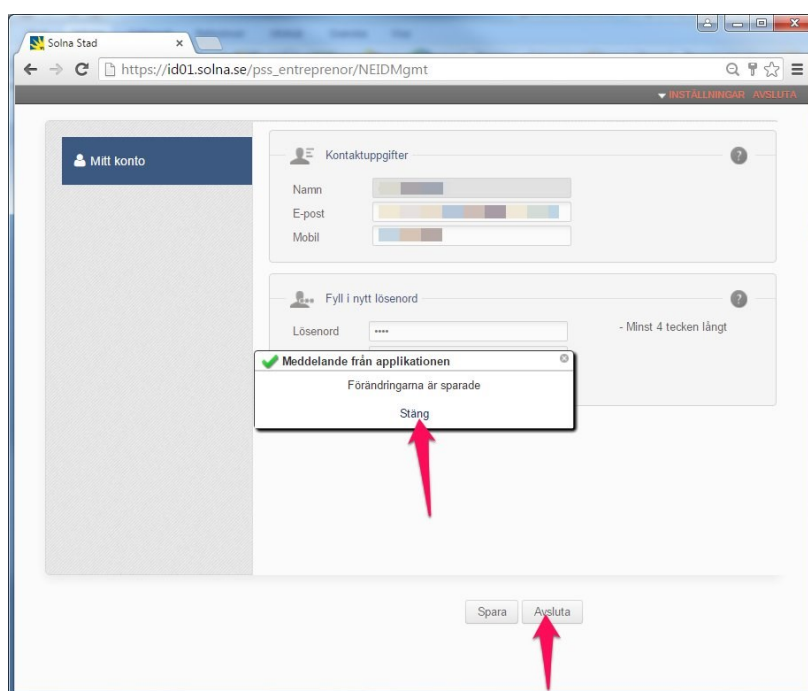 Solna Stad
https://id01.solna.se/pss_entreprenor/NEIDMgmt
INSTÄLLNINGAR AVSLUTA
Mitt konto
Kontaktuppgifter
?
Namn
E-post
Mobil
Fyll i nytt lösenord
?
Lösenord
••••
- Minst 4 tecken långt
Meddelande från applikationen
Förändringarna är sparade
Stäng
Spara
Avsluta